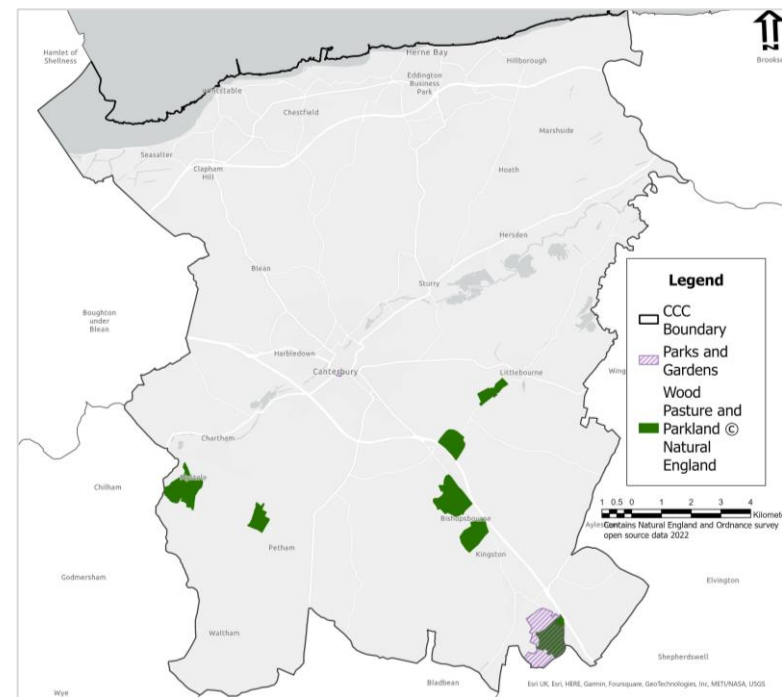 Hamlet of
Shellness
Herne Bay
Hillborough
Eddington
Business
Park
Chestfield
Marshside
Seasalter
Clapham
Hill
Hoath
Hersden
Blean
Sturry
Boughton
under
Blean
Harbledown
Canterbury
Littlebourne
Chartham
Chilham
Bishopsbourne
Petham
Kingston
Godmersham
Elvington
Waltham
Shepherdswell
Bladbean
Wye
N
Legend
CCC
Boundary
Parks and
Gardens
Wood
Pasture and
Parkland ©
Natural
England
1 0.5 0 1 2 3 4
Kilomete
Contains Natural England and Ordnance survey
open source data 2022
Esri UK, Esri, HERE, Garmin, Foursquare, GeoTechnologies, Inc, METI/NASA, USGS